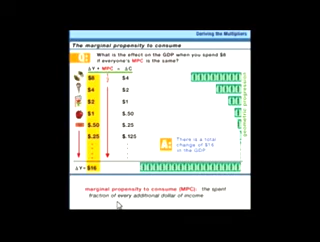 Deriving the Multipliers
The marginal propensity to consume
Q: What is the effect on the GDP when you spend $8
if everyone's MPC is the same?
ΔY × MPC = ΔC
$8 $4
$4 $2
$2 $1
$1 $.50
$.50 $.25
$.25 $.125
A: There is a total
change of $16
in the GDP
ΔY= $16
marginal propensity to consume (MPC): the spent
fraction of every additional dollar of income